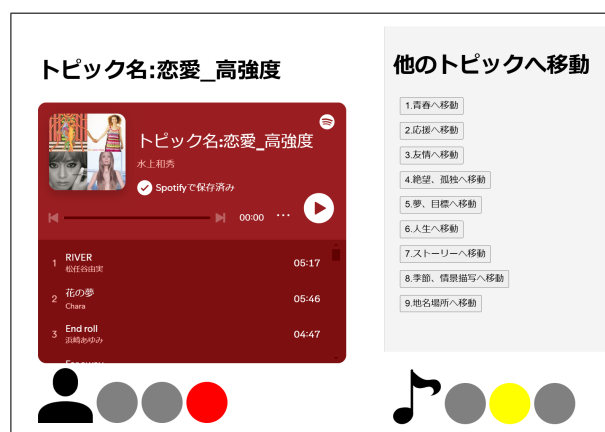 トピック名:恋愛_高強度
トピック名:恋愛_高強度
水上和秀
Spotifyで保存済み
00:00
1 RIVER 05:17
松任谷由実
2 花の夢 05:46
Chara
3 End roll 04:47
浜崎あゆみ
他のトピックへ移動
1.青春へ移動
2.応援へ移動
3.友情へ移動
4.絶望、孤独へ移動
5.夢、目標へ移動
6.人生へ移動
7.ストーリーへ移動
8.季節、情景描写へ移動
9.地名場所へ移動